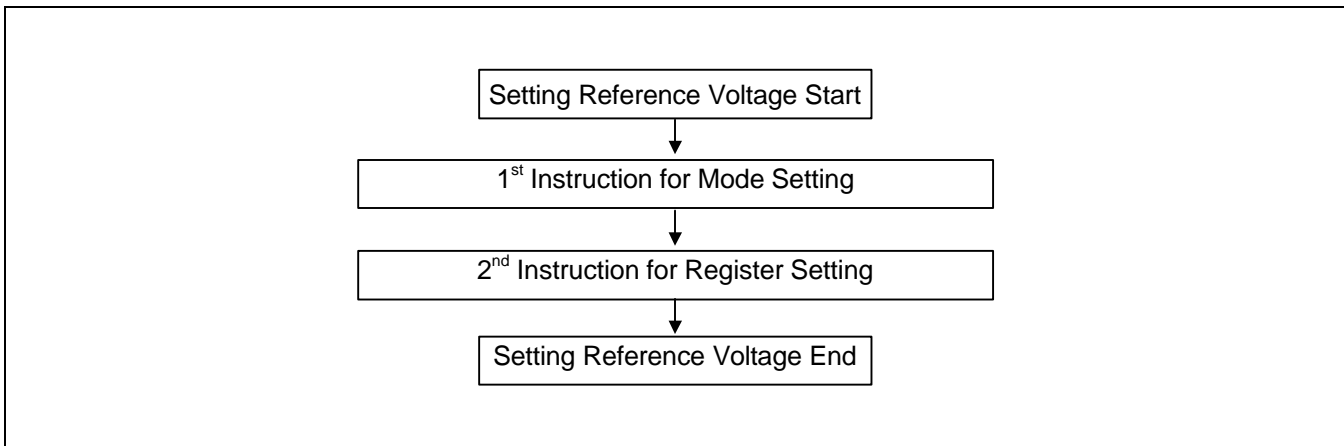 Setting Reference Voltage Start
1st Instruction for Mode Setting
2nd Instruction for Register Setting
Setting Reference Voltage End